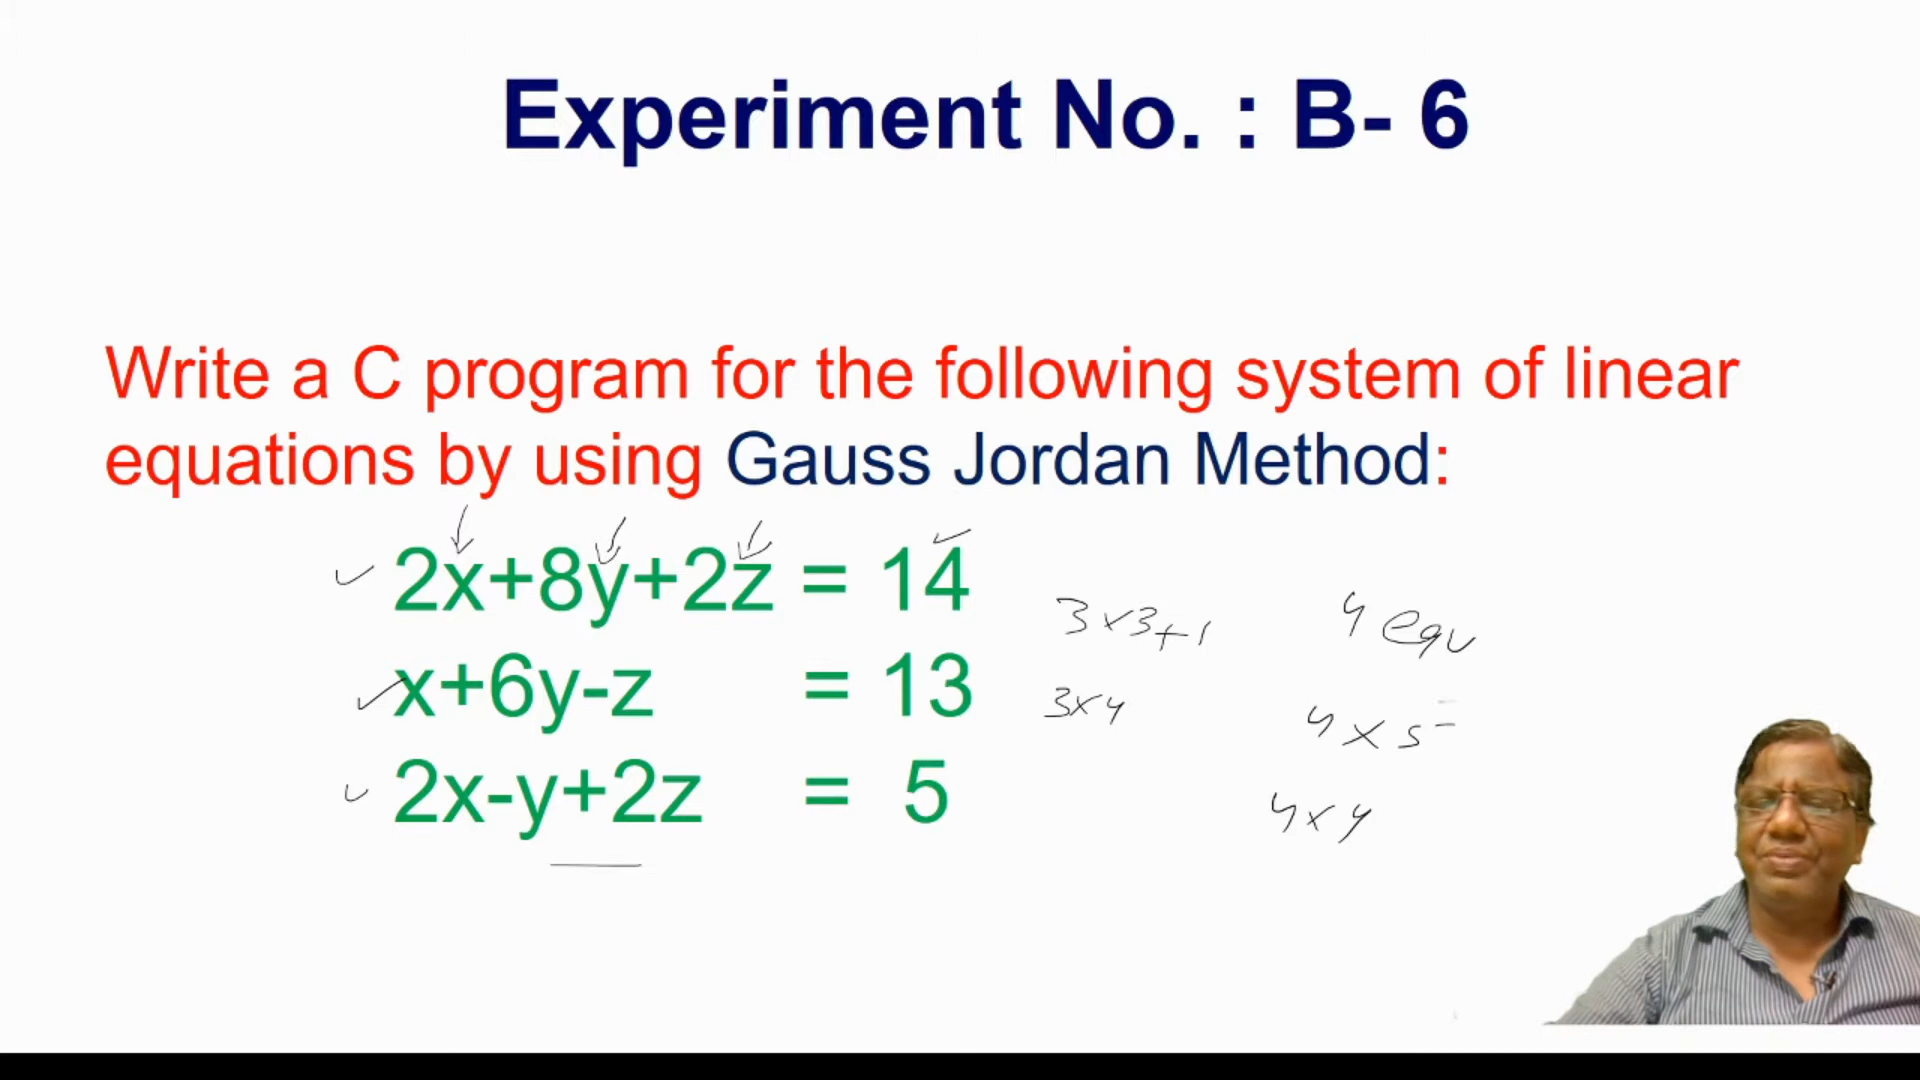 Experiment No. : B- 6
Write a C program for the following system of linear
equations by using Gauss Jordan Method:
2x+8y+2z = 14
x+6y-z = 13
2x-y+2z = 5
3x3+1
3x4
4 equ
4x5
4x4